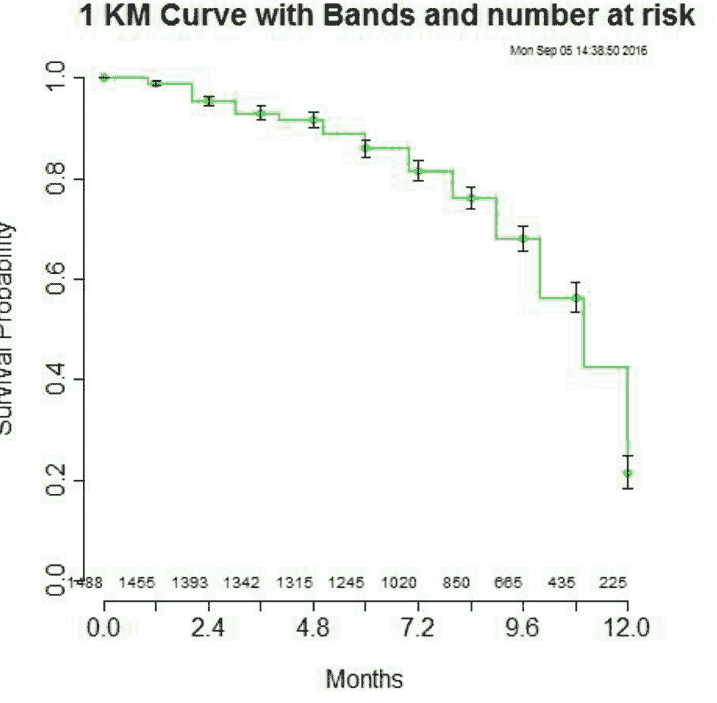 1 KM Curve with Bands and number at risk
Mon Sep 05 14:38:50 2016
Survival Probability
1.0
0.8
0.6
0.4
0.2
0.0
1488 1455 1393 1342 1315 1245 1020 850 665 435 225
0.0 2.4 4.8 7.2 9.6 12.0
Months